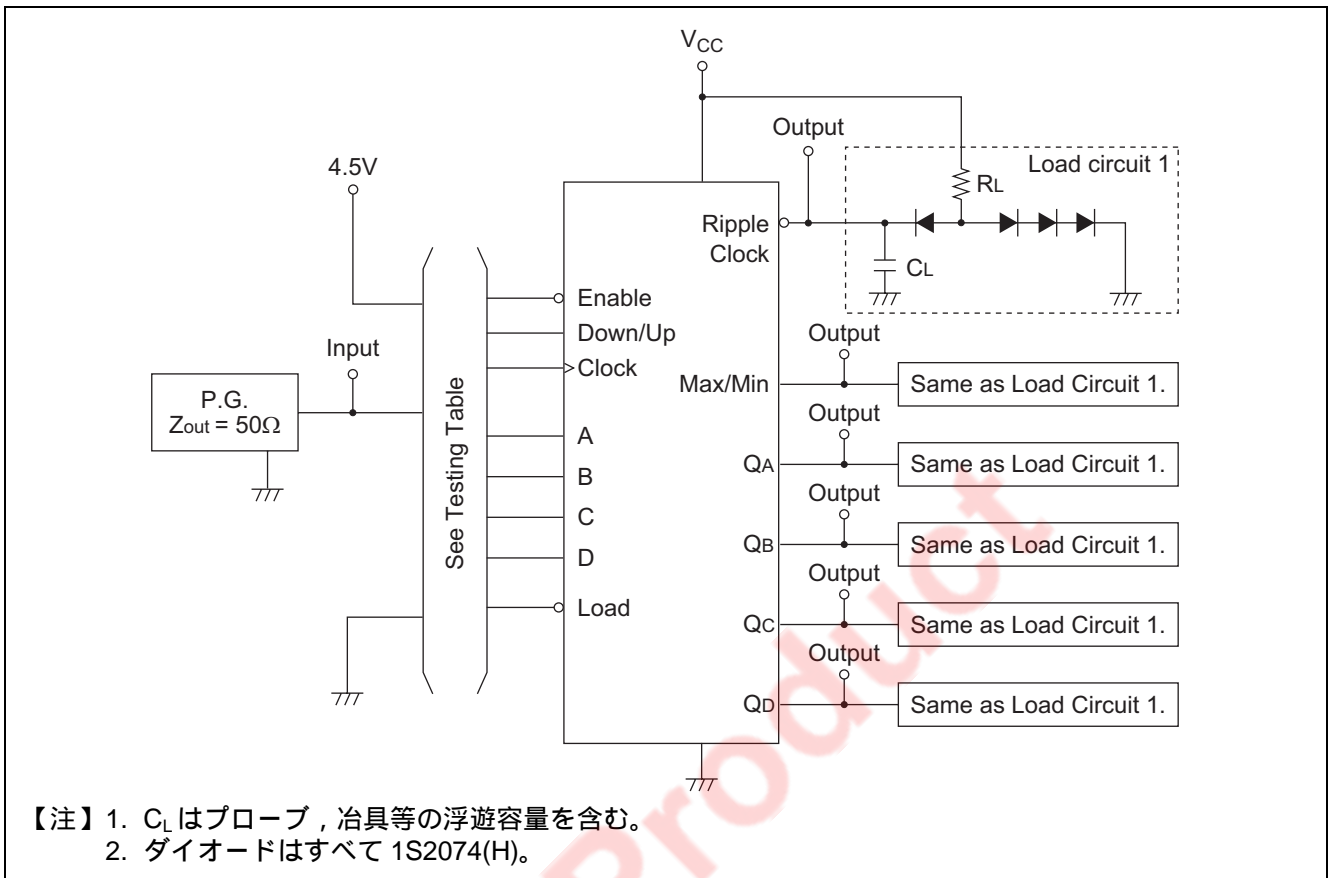 VCC
Output
4.5V
Load circuit 1
RL
Ripple
Clock
CL
Enable
Down/Up
Clock
Input
P.G.
Zout = 50Ω
See Testing Table
A
B
C
D
Load
Output
Max/Min
Same as Load Circuit 1.
Output
QA
Same as Load Circuit 1.
Output
QB
Same as Load Circuit 1.
Output
QC
Same as Load Circuit 1.
Output
QD
Same as Load Circuit 1.
Product
【注】1. CLはプローブ，冶具等の浮遊容量を含む。
2. ダイオードはすべて 1S2074(H)。